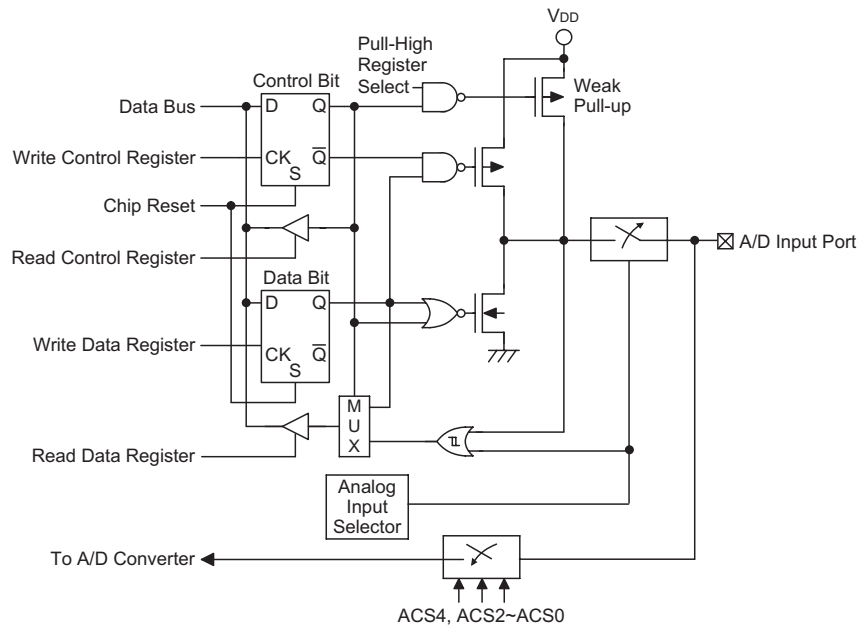 VDD
Pull-High
Register
Select
Control Bit
Weak
Pull-up
Data Bus
D
Q
Write Control Register
CK
Q
S
Chip Reset
Read Control Register
A/D Input Port
Data Bit
D
Q
Write Data Register
CK
Q
S
M
U
X
Read Data Register
Analog
Input
Selector
To A/D Converter
ACS4, ACS2~ACS0